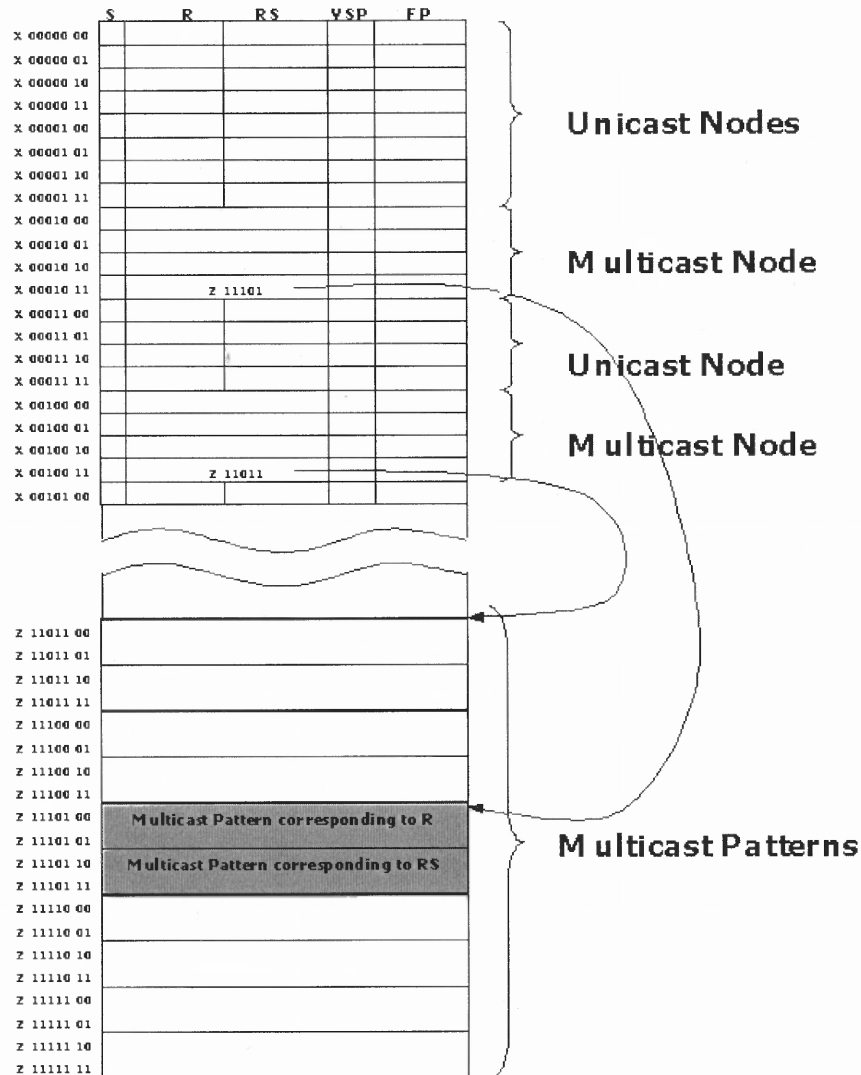 S R RS VSP FP
X 00000 00
X 00000 01
X 00000 10
X 00000 11
X 00001 00
X 00001 01
X 00001 10
X 00001 11
Unicast Nodes
X 00010 00
X 00010 01
X 00010 10
X 00010 11 Z 11101
Multicast Node
X 00011 00
X 00011 01
X 00011 10
X 00011 11
Unicast Node
X 00100 00
X 00100 01
X 00100 10
X 00100 11 Z 11011
Multicast Node
X 00101 00
Z 11011 00
Z 11011 01
Z 11011 10
Z 11011 11
Z 11100 00
Z 11100 01
Z 11100 10
Z 11100 11
Z 11101 00 Multicast Pattern corresponding to R
Z 11101 01
Z 11101 10 Multicast Pattern corresponding to RS
Z 11101 11
Multicast Patterns
Z 11110 00
Z 11110 01
Z 11110 10
Z 11110 11
Z 11111 00
Z 11111 01
Z 11111 10
Z 11111 11